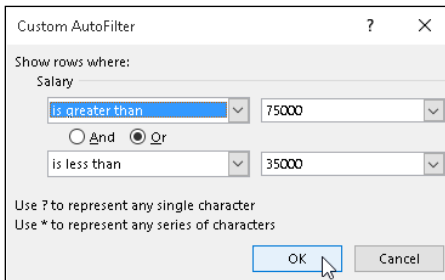 Custom AutoFilter ? ×
Show rows where:
Salary
is greater than 75000
And Or
is less than 35000
Use ? to represent any single character
Use * to represent any series of characters
OK Cancel